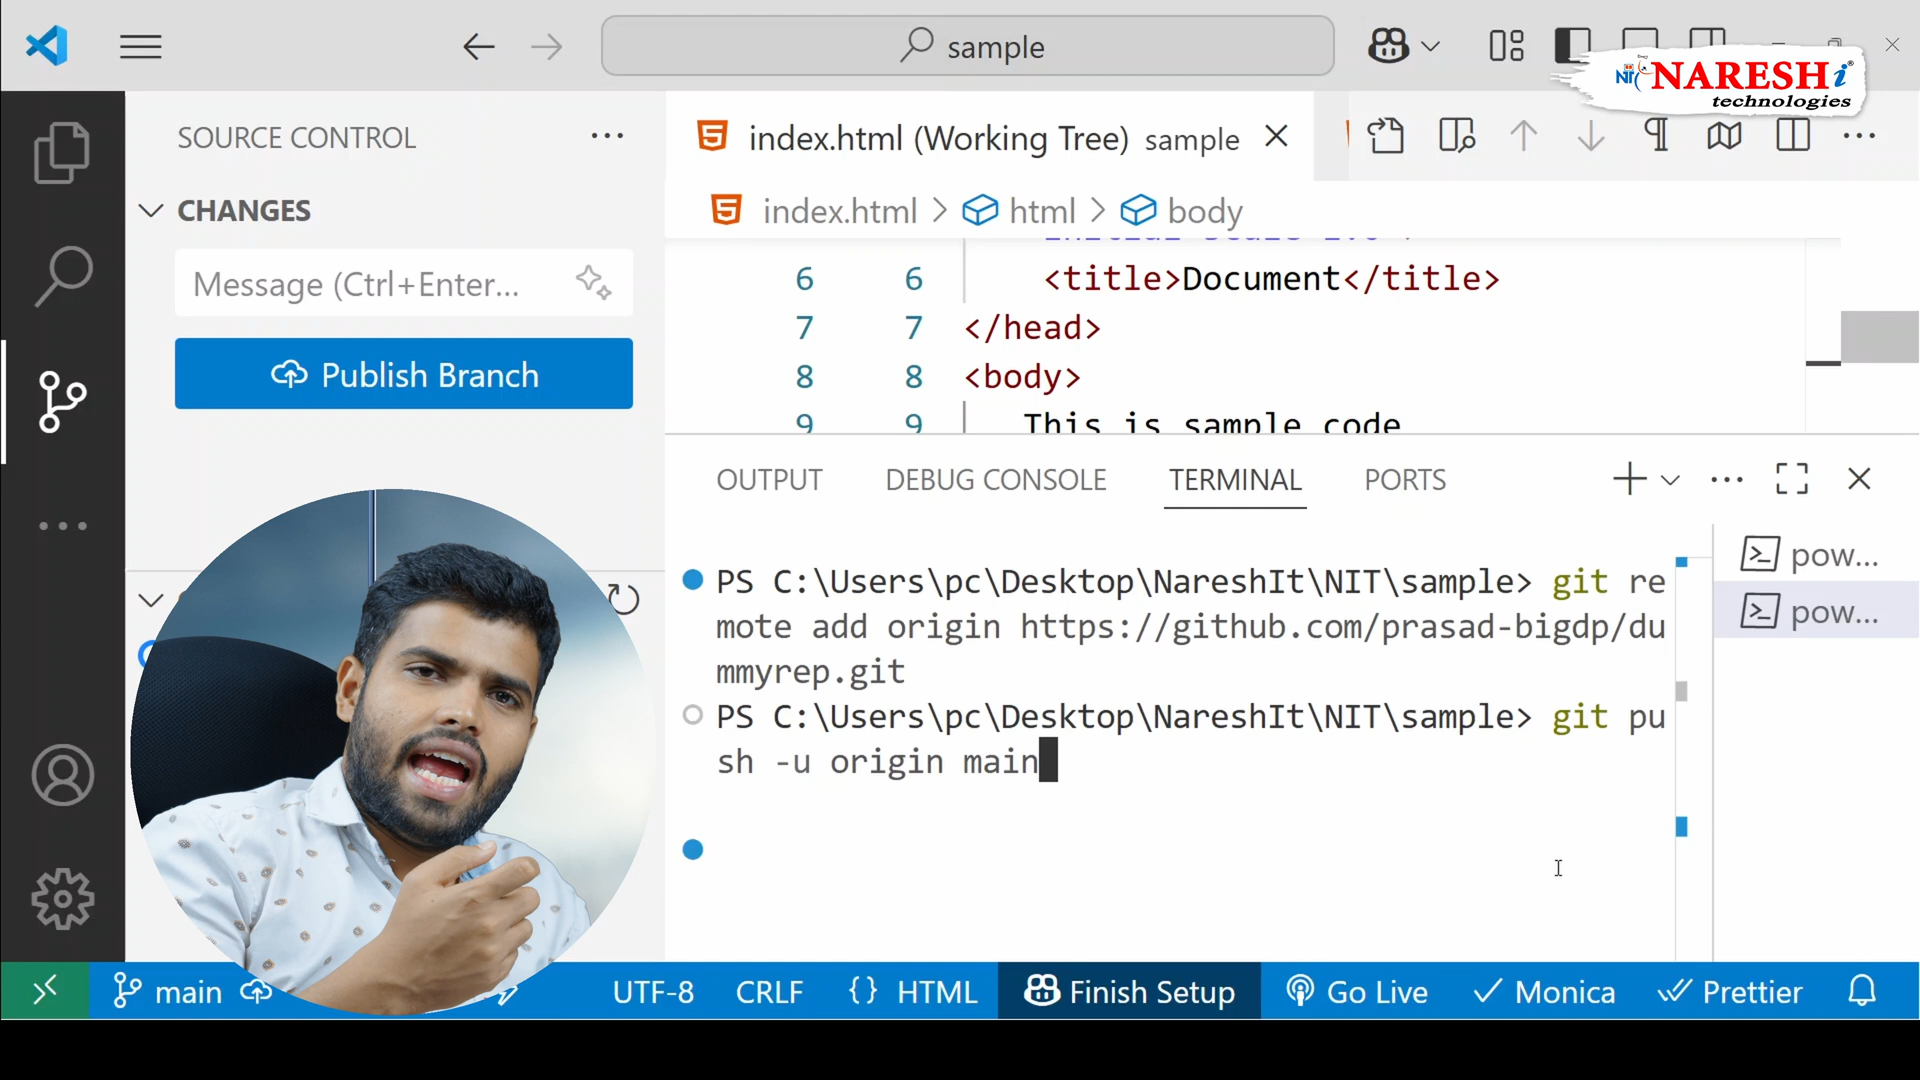 sample
NARESH i
technologies
SOURCE CONTROL
index.html (Working Tree) sample
CHANGES
index.html > html > body
Message (Ctrl+Enter...
6 6 <title>Document</title>
7 7 </head>
Publish Branch
8 8 <body>
9 9 This is sample code
OUTPUT DEBUG CONSOLE TERMINAL PORTS
PS C:\Users\pc\Desktop\NareshIt\NIT\sample> git re
mote add origin https://github.com/prasad-bigdp/du
mmyrep.git
PS C:\Users\pc\Desktop\NareshIt\NIT\sample> git pu
sh -u origin main
pow...
pow...
main UTF-8 CRLF {} HTML Finish Setup Go Live Monica Prettier